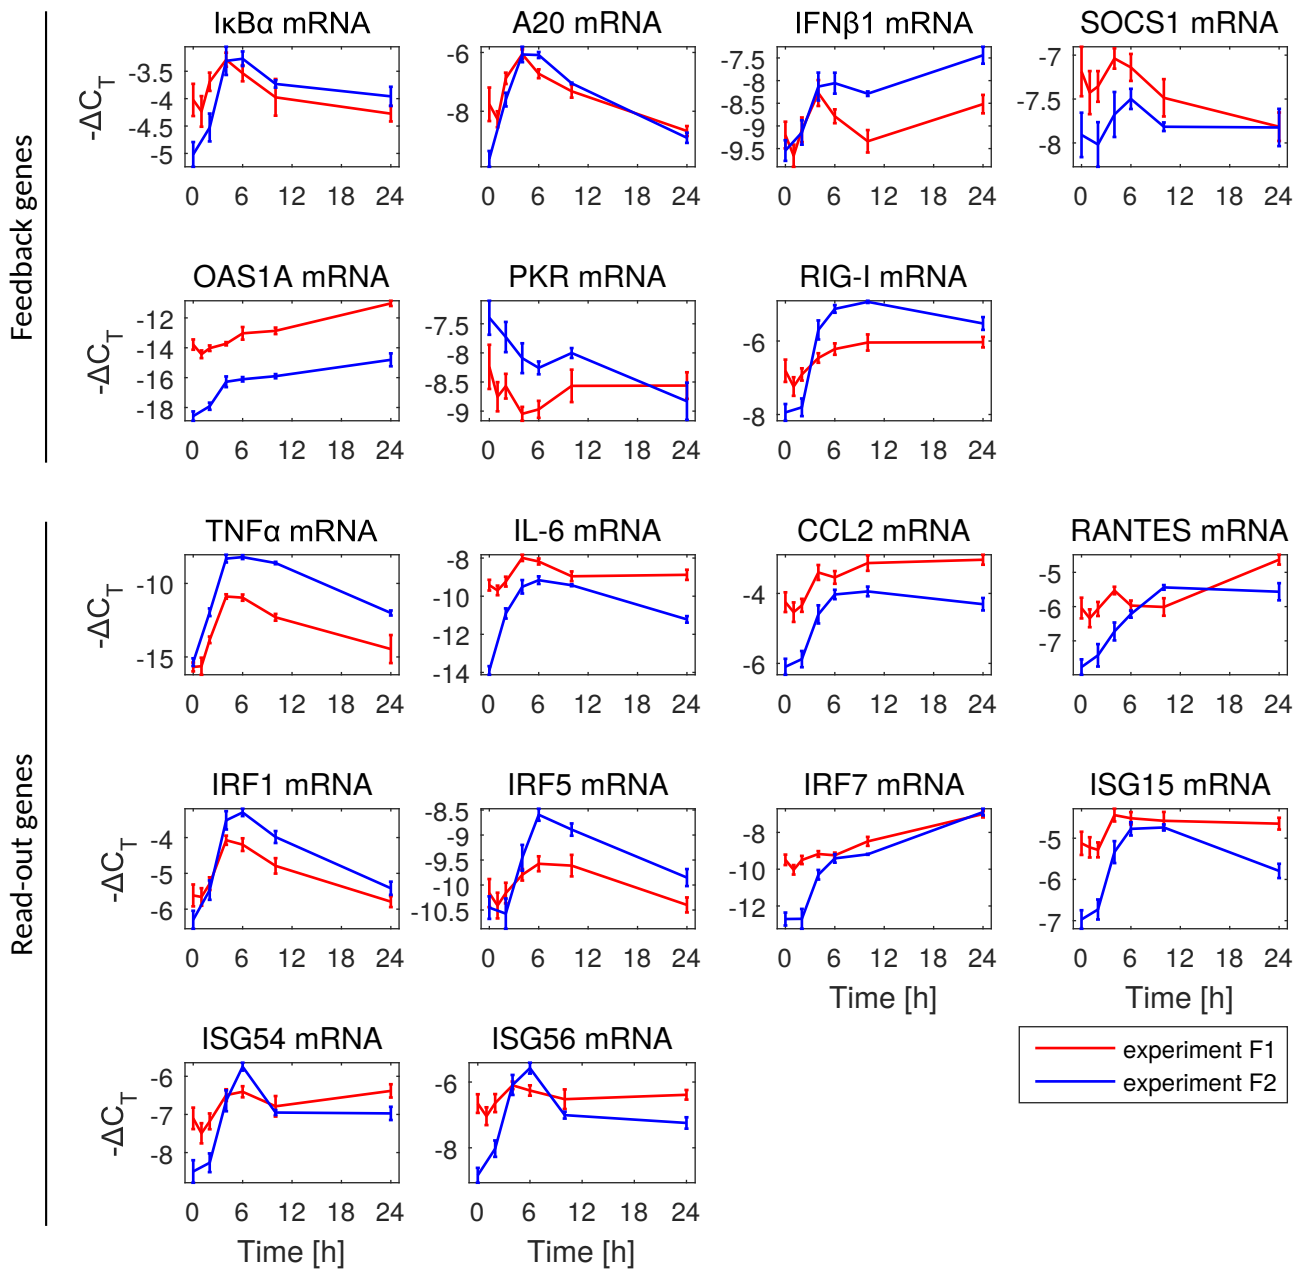 Feedback genes
IκBα mRNA
A20 mRNA
IFNβ1 mRNA
SOCS1 mRNA
-ΔC_T
-3.5
-4
-4.5
-5
0 6 12 18 24
-6
-8
0 6 12 18 24
-7.5
-8
-8.5
-9
-9.5
0 6 12 18 24
-7
-7.5
-8
0 6 12 18 24
OAS1A mRNA
PKR mRNA
RIG-I mRNA
-ΔC_T
-12
-14
-16
-18
0 6 12 18 24
-7.5
-8
-8.5
-9
0 6 12 18 24
-6
-8
0 6 12 18 24
Read-out genes
TNFα mRNA
IL-6 mRNA
CCL2 mRNA
RANTES mRNA
-ΔC_T
-10
-15
0 6 12 18 24
-8
-10
-12
-14
0 6 12 18 24
-4
-6
0 6 12 18 24
-5
-6
-7
0 6 12 18 24
IRF1 mRNA
IRF5 mRNA
IRF7 mRNA
ISG15 mRNA
-ΔC_T
-4
-5
-6
0 6 12 18 24
-8.5
-9
-9.5
-10
-10.5
0 6 12 18 24
-8
-10
-12
0 6 12 18 24
Time [h]
-5
-6
-7
0 6 12 18 24
Time [h]
ISG54 mRNA
ISG56 mRNA
-ΔC_T
-6
-7
-8
0 6 12 18 24
Time [h]
-6
-8
0 6 12 18 24
Time [h]
experiment F1
experiment F2